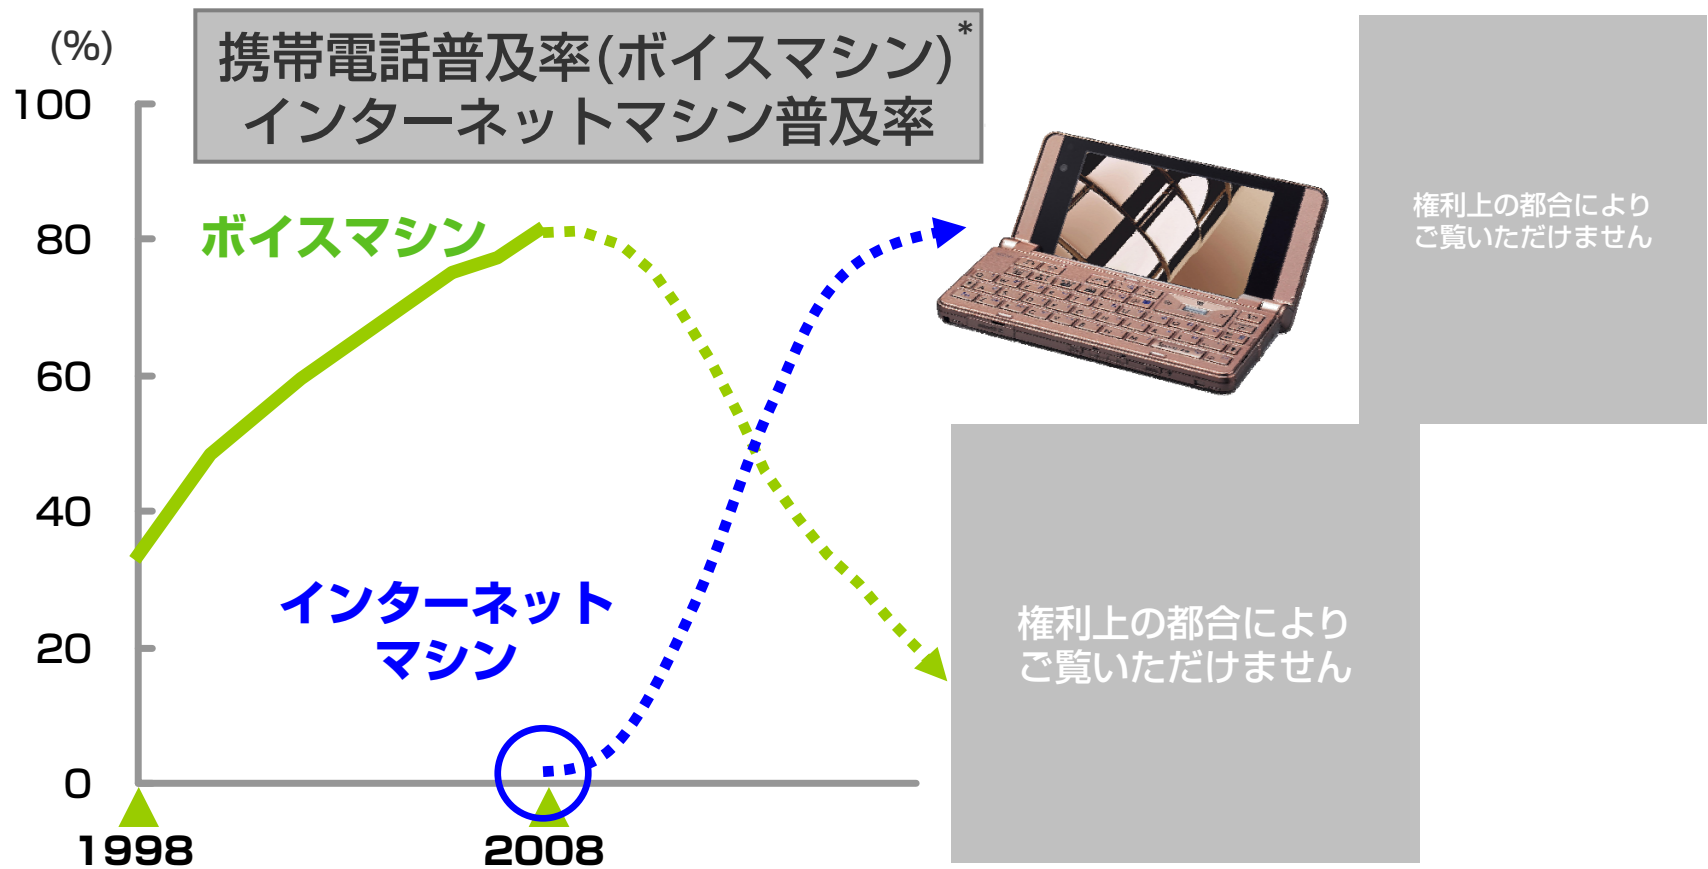 (%)
携帯電話普及率(ボイスマシン)*
インターネットマシン普及率
100
80
60
40
20
0
ボイスマシン
インターネット
マシン
1998
2008
権利上の都合により
ご覧いただけません
権利上の都合により
ご覧いただけません